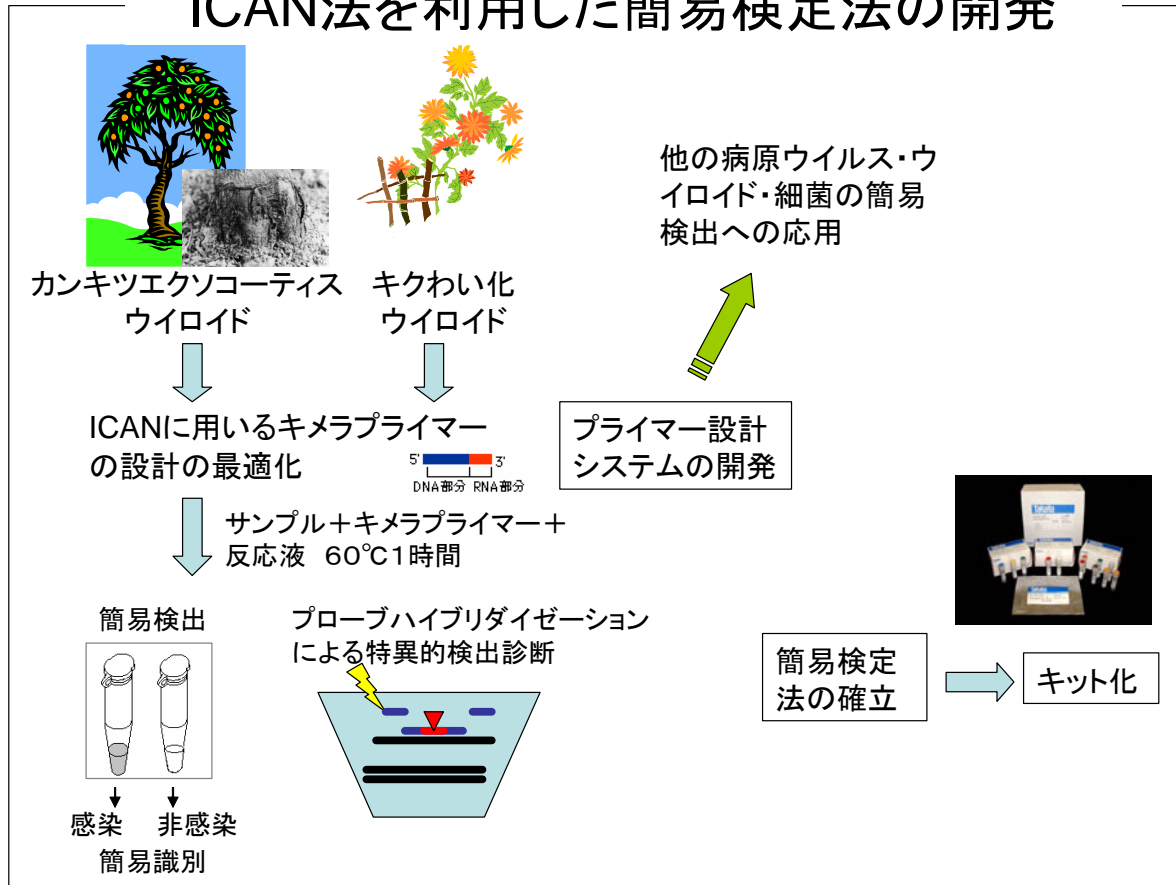 ICAN法を利用した簡易検定法の開発
カンキツエクソコーティス
ウイロイド
キクわい化
ウイロイド
他の病原ウイルス・ウ
イロイド・細菌の簡易
検出への応用
ICANに用いるキメラプライマー
の設計の最適化
5' 3'
DNA部分 RNA部分
プライマー設計
システムの開発
サンプル＋キメラプライマー＋
反応液 60℃1時間
簡易検出
プローブハイブリダイゼーション
による特異的検出診断
感染 非感染
簡易識別
簡易検定
法の確立
キット化
TaKaRa